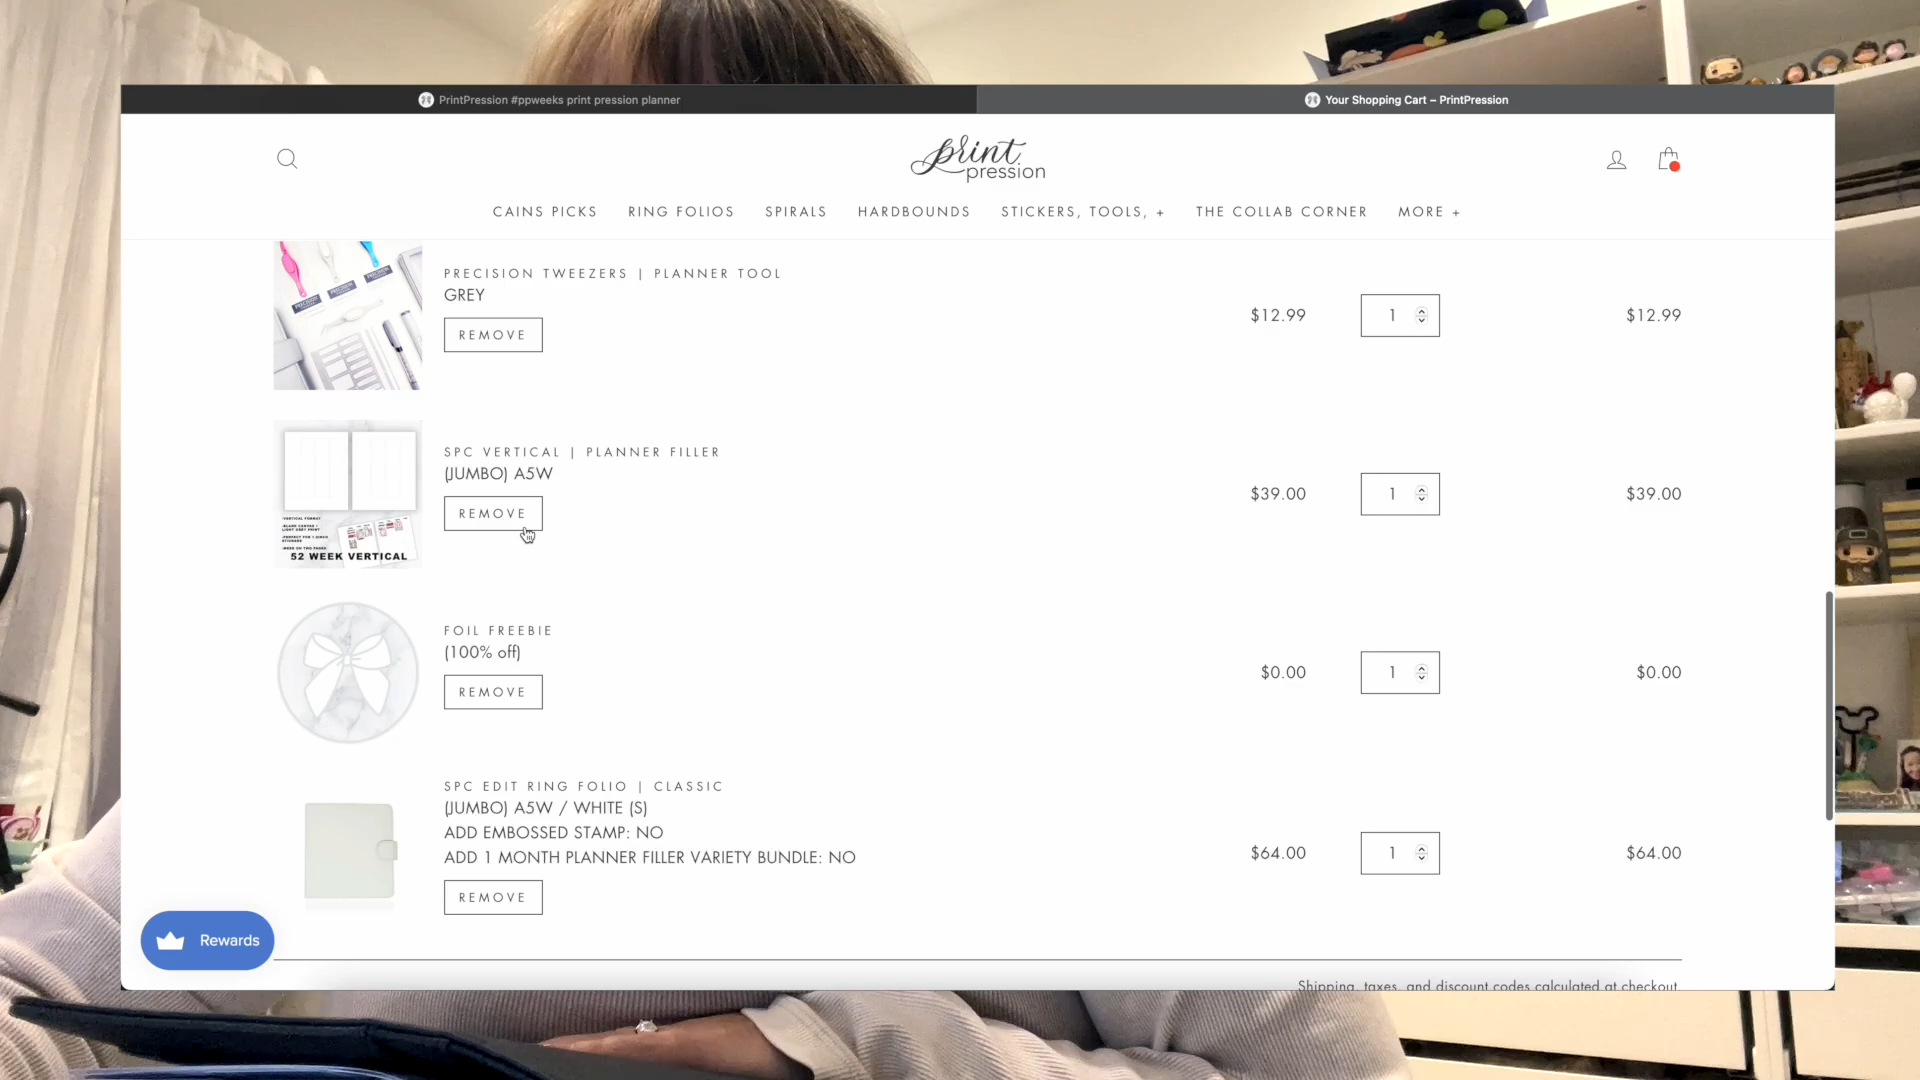 PrintPression #ppweeks print pression planner
Your Shopping Cart – PrintPression
print
pression
CAINS PICKS RING FOLIOS SPIRALS HARDBOUNDS STICKERS, TOOLS, + THE COLLAB CORNER MORE +
PRECISION TWEEZERS | PLANNER TOOL
GREY
REMOVE
$12.99 1 $12.99
SPC VERTICAL | PLANNER FILLER
(JUMBO) A5W
REMOVE
$39.00 1 $39.00
52 WEEK VERTICAL
FOIL FREEBIE
(100% off)
REMOVE
$0.00 1 $0.00
SPC EDIT RING FOLIO | CLASSIC
(JUMBO) A5W / WHITE (S)
ADD EMBOSSED STAMP: NO
ADD 1 MONTH PLANNER FILLER VARIETY BUNDLE: NO
REMOVE
$64.00 1 $64.00
Rewards
Shipping, taxes, and discount codes calculated at checkout